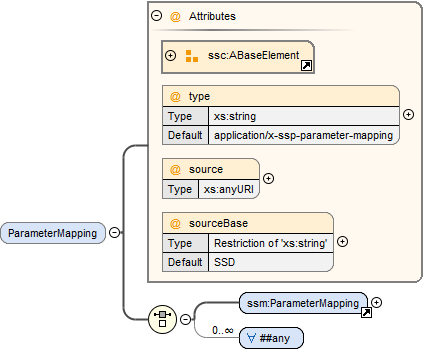 @ Attributes
ssc:ABaseElement
@ type
Type xs:string
Default application/x-ssp-parameter-mapping
@ source
Type xs:anyURI
@ sourceBase
Type Restriction of 'xs:string'
Default SSD
ParameterMapping
ssm:ParameterMapping
0..∞
∀ ##any